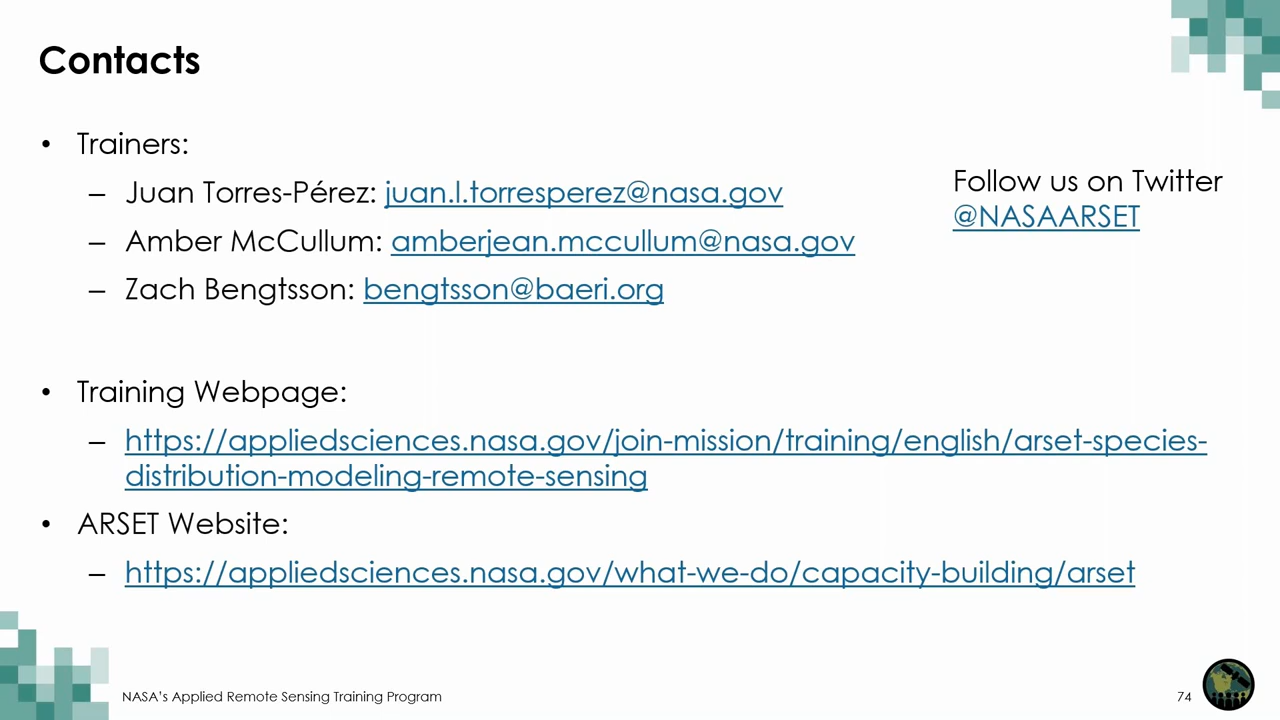 Contacts
• Trainers:
– Juan Torres-Pérez: juan.l.torresperez@nasa.gov
– Amber McCullum: amberjean.mccullum@nasa.gov
– Zach Bengtsson: bengtsson@baeri.org
Follow us on Twitter
@NASAARSET
• Training Webpage:
– https://appliedsciences.nasa.gov/join-mission/training/english/arset-species-
distribution-modeling-remote-sensing
• ARSET Website:
– https://appliedsciences.nasa.gov/what-we-do/capacity-building/arset
NASA's Applied Remote Sensing Training Program
74